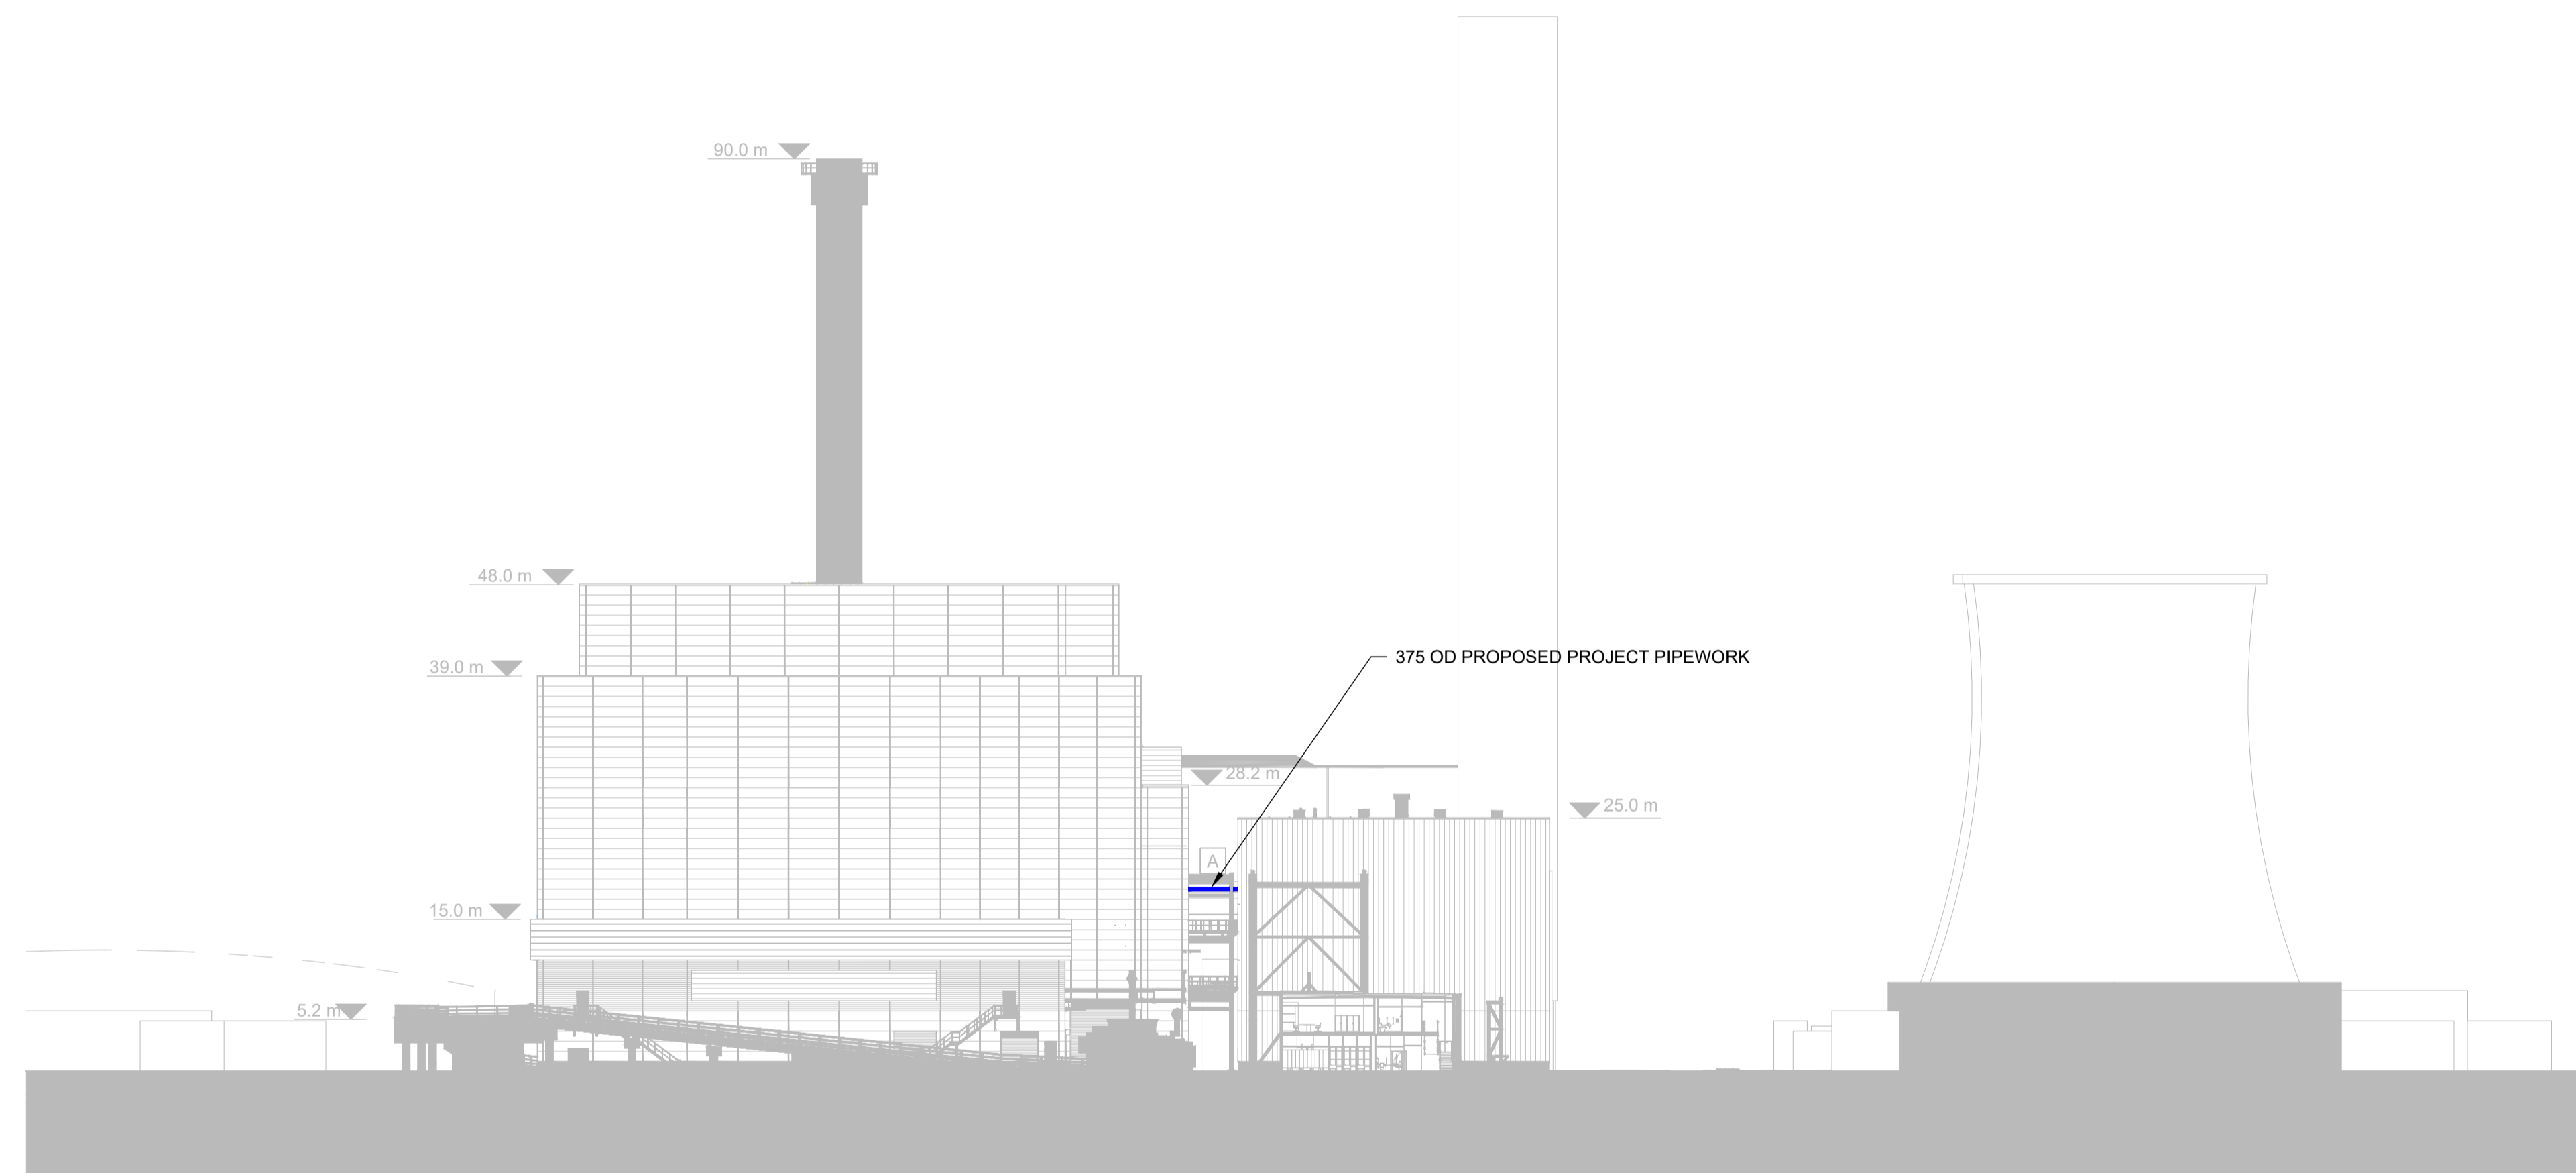 90.0 m
48.0 m
375 OD PROPOSED PROJECT PIPEWORK
39.0 m
28.2 m
25.0 m
A
15.0 m
5.2 m